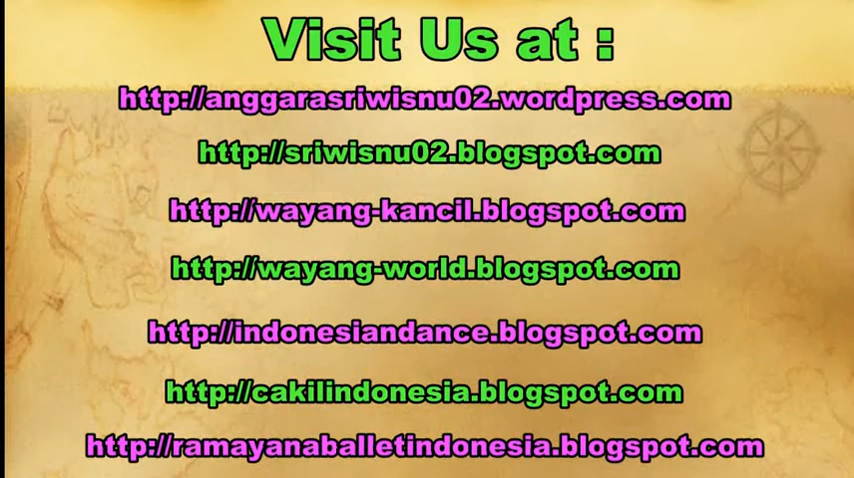 Visit Us at :
http://anggarasriwisnu02.wordpress.com
http://sriwisnu02.blogspot.com
http://wayang-kancil.blogspot.com
http://wayang-world.blogspot.com
http://indonesiandance.blogspot.com
http://cakilindonesia.blogspot.com
http://ramayanaballetindonesia.blogspot.com